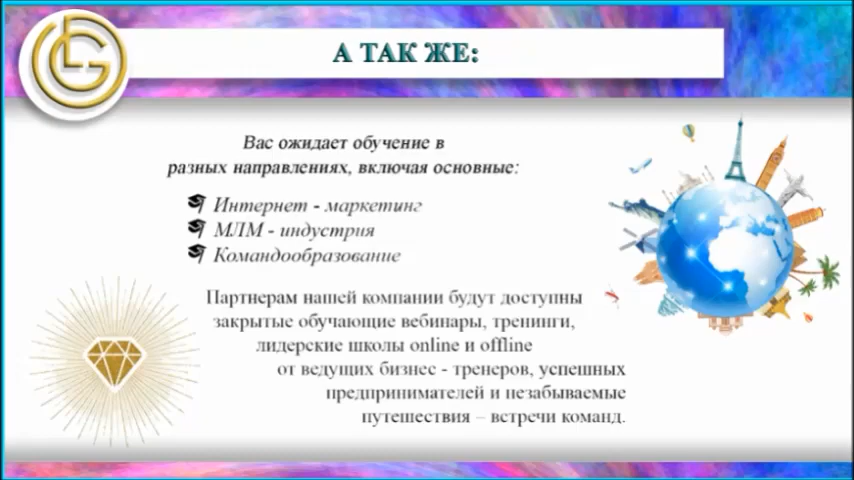 А ТАК ЖЕ:
Вас ожидает обучение в
разных направлениях, включая основные:
Интернет - маркетинг
МЛМ - индустрия
Командообразование
Партнерам нашей компании будут доступны
закрытые обучающие вебинары, тренинги,
лидерские школы online и offline
от ведущих бизнес - тренеров, успешных
предпринимателей и незабываемые
путешествия – встречи команд.